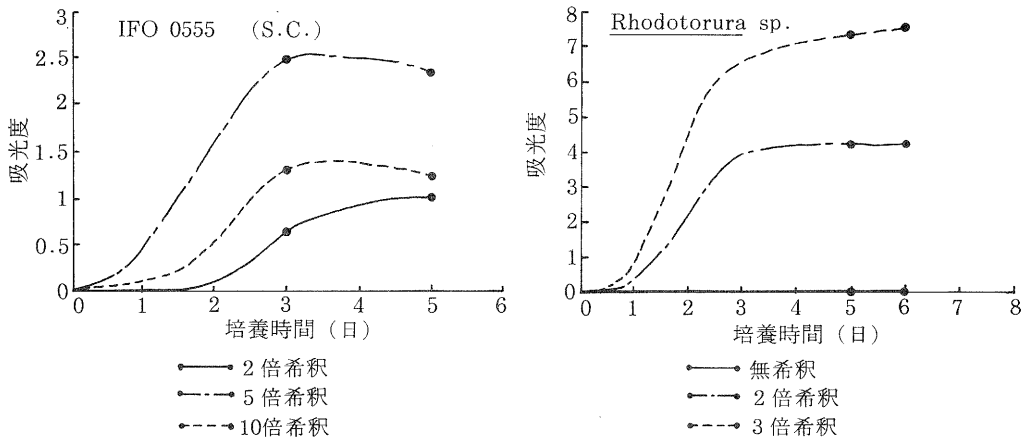 IFO 0555 (S.C.)
3
2.5
2
1.5
1
0.5
0
吸光度
0 1 2 3 4 5 6
培養時間（日）
2倍希釈
5倍希釈
10倍希釈
Rhodotorura sp.
8
7
6
5
4
3
2
1
0
吸光度
0 1 2 3 4 5 6 7 8
培養時間（日）
無希釈
2倍希釈
3倍希釈